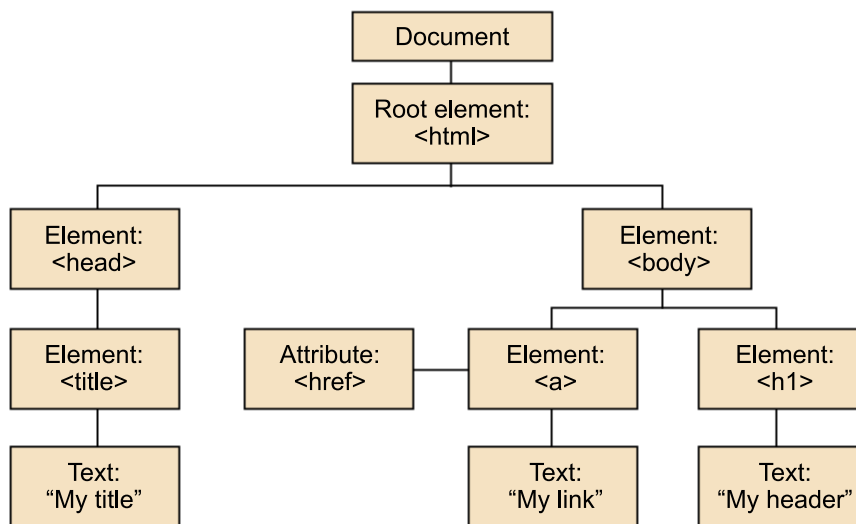 Document
Root element:
<html>
Element:
<head>
Element:
<body>
Element:
<title>
Attribute:
<href>
Element:
<a>
Element:
<h1>
Text:
“My title”
Text:
“My link”
Text:
“My header”